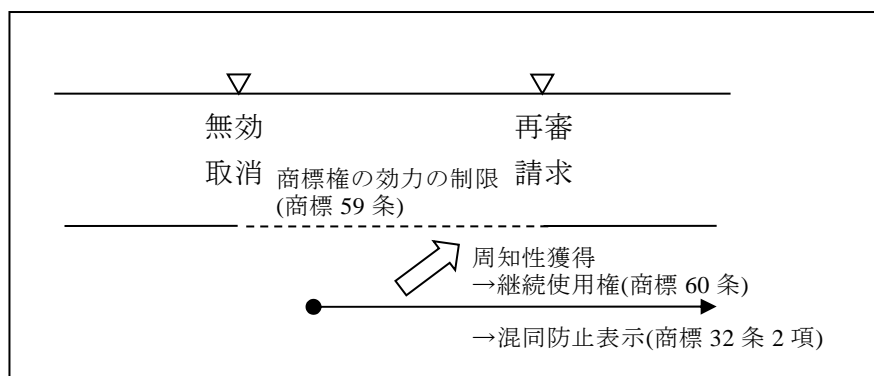 無効 再審
取消 商標権の効力の制限 請求
(商標 59 条)
周知性獲得
→継続使用権(商標 60 条)
→混同防止表示(商標 32 条 2 項)